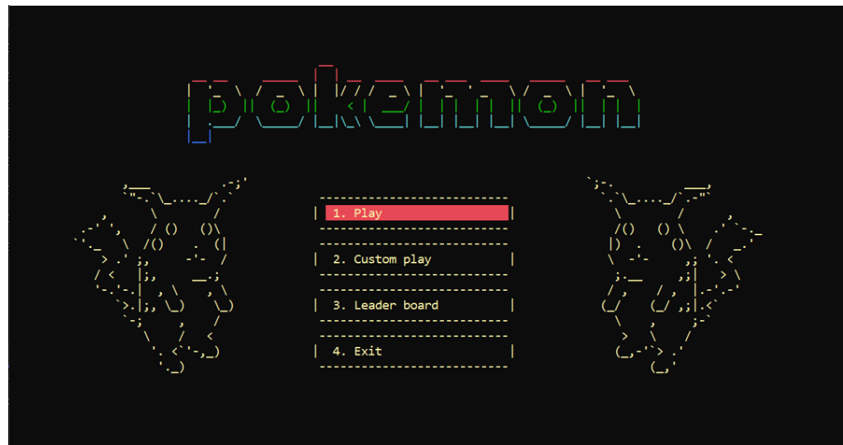 pokemon
1. Play
2. Custom play
3. Leader board
4. Exit